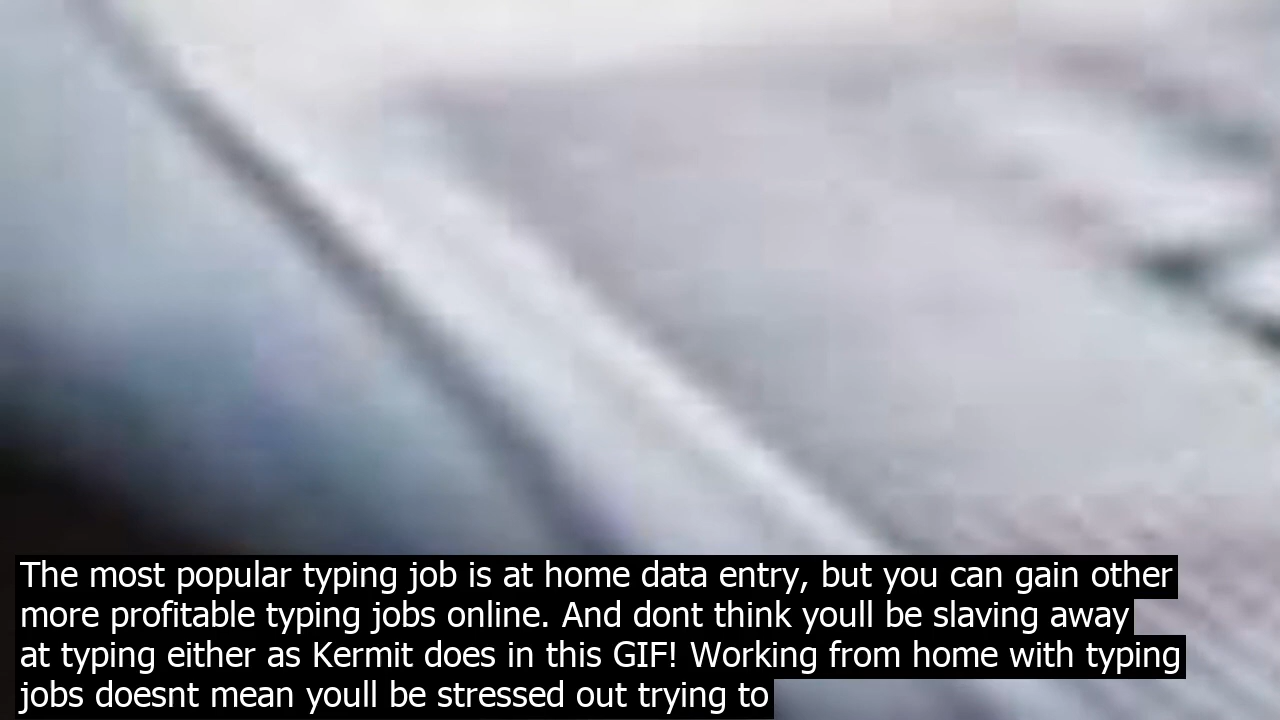 The most popular typing job is at home data entry, but you can gain other
more profitable typing jobs online. And dont think youll be slaving away
at typing either as Kermit does in this GIF! Working from home with typing
jobs doesnt mean youll be stressed out trying to